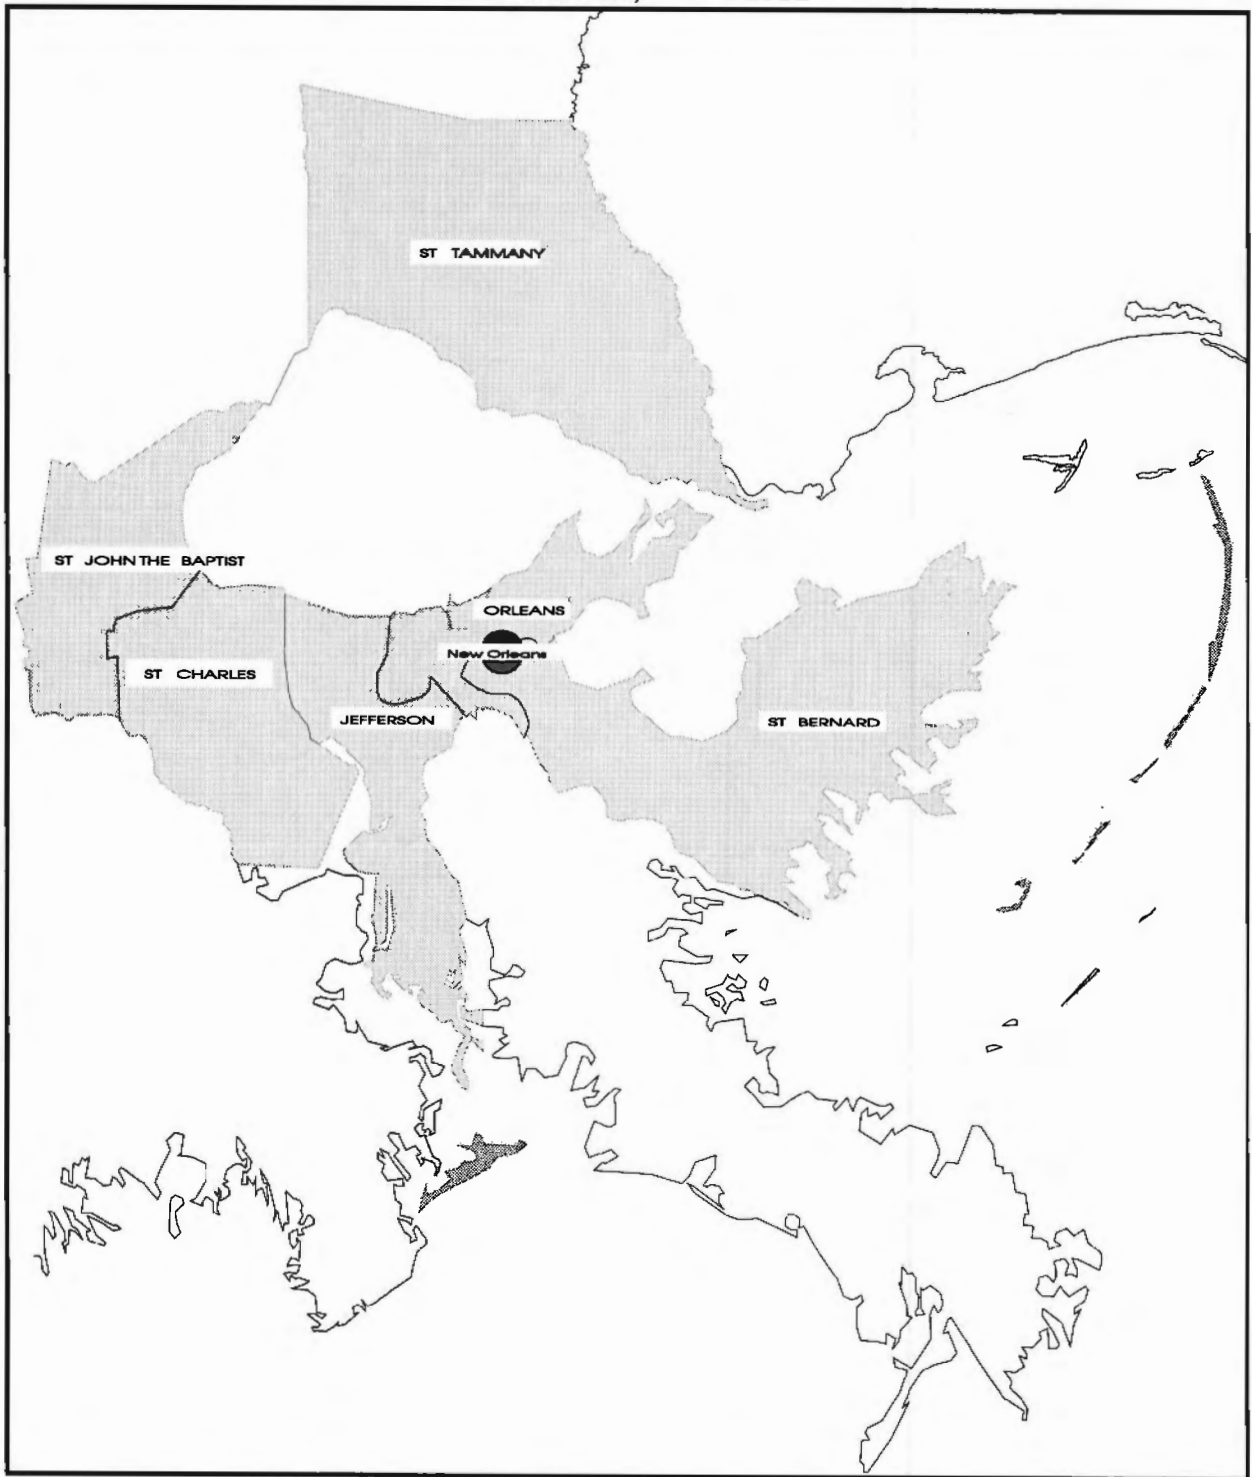 ST TAMMANY
ST JOHN THE BAPTIST
ORLEANS
New Orleans
ST CHARLES
JEFFERSON
ST BERNARD